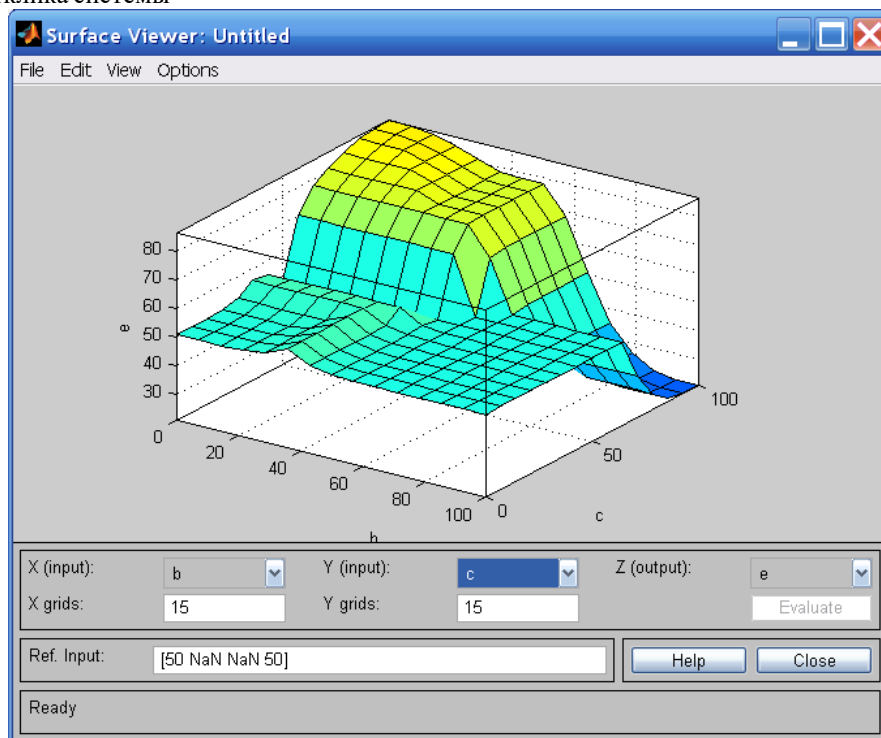 системы
Surface Viewer: Untitled
File Edit View Options
80
70
60
50
40
30
e
0
20
40
60
80
100
0
50
100
b
c
X (input): b Y (input): c Z (output): e
X grids: 15 Y grids: 15 Evaluate
Ref. Input: [50 NaN NaN 50] Help Close
Ready